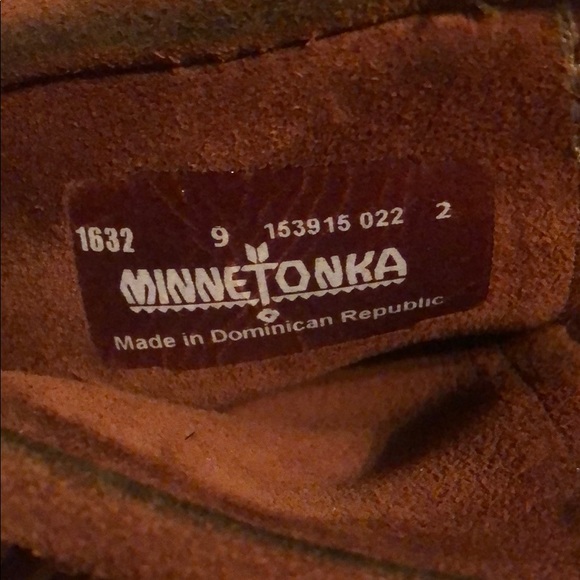 1632 9 153915 022 2
MINNETONKA
Made in Dominican Republic